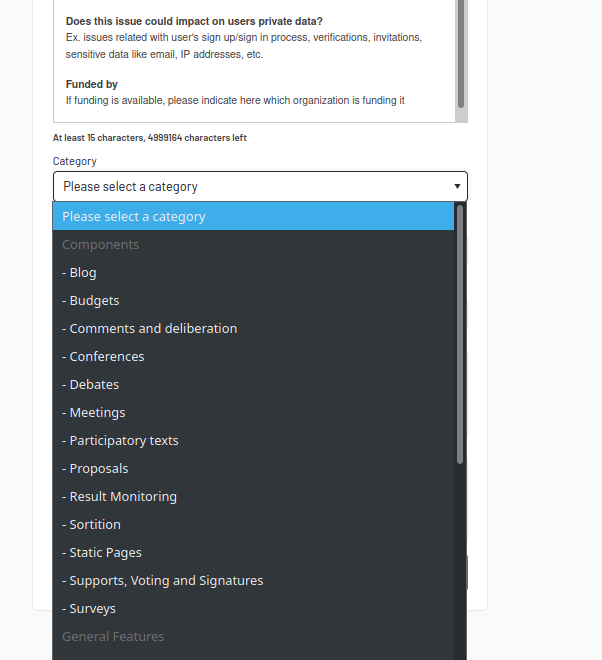 Does this issue could impact on users private data?
Ex. issues related with user's sign up/sign in process, verifications, invitations,
sensitive data like email, IP addresses, etc.
Funded by
If funding is available, please indicate here which organization is funding it
At least 15 characters, 4999164 characters left
Category
Please select a category
Please select a category
Components
- Blog
- Budgets
- Comments and deliberation
- Conferences
- Debates
- Meetings
- Participatory texts
- Proposals
- Result Monitoring
- Sortition
- Static Pages
- Supports, Voting and Signatures
- Surveys
General Features